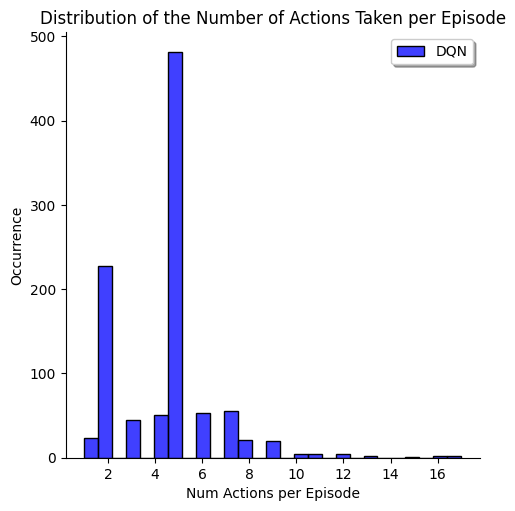 Distribution of the Number of Actions Taken per Episode
DQN
500
400
300
200
100
0
Occurrence
2 4 6 8 10 12 14 16
Num Actions per Episode